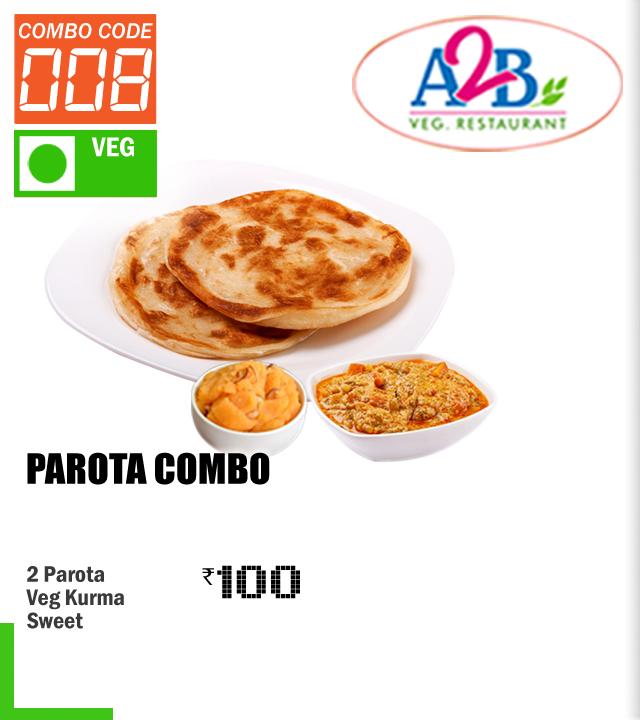 COMBO CODE
008
VEG
A2B
VEG. RESTAURANT
PAROTA COMBO
2 Parota
Veg Kurma
Sweet
₹100